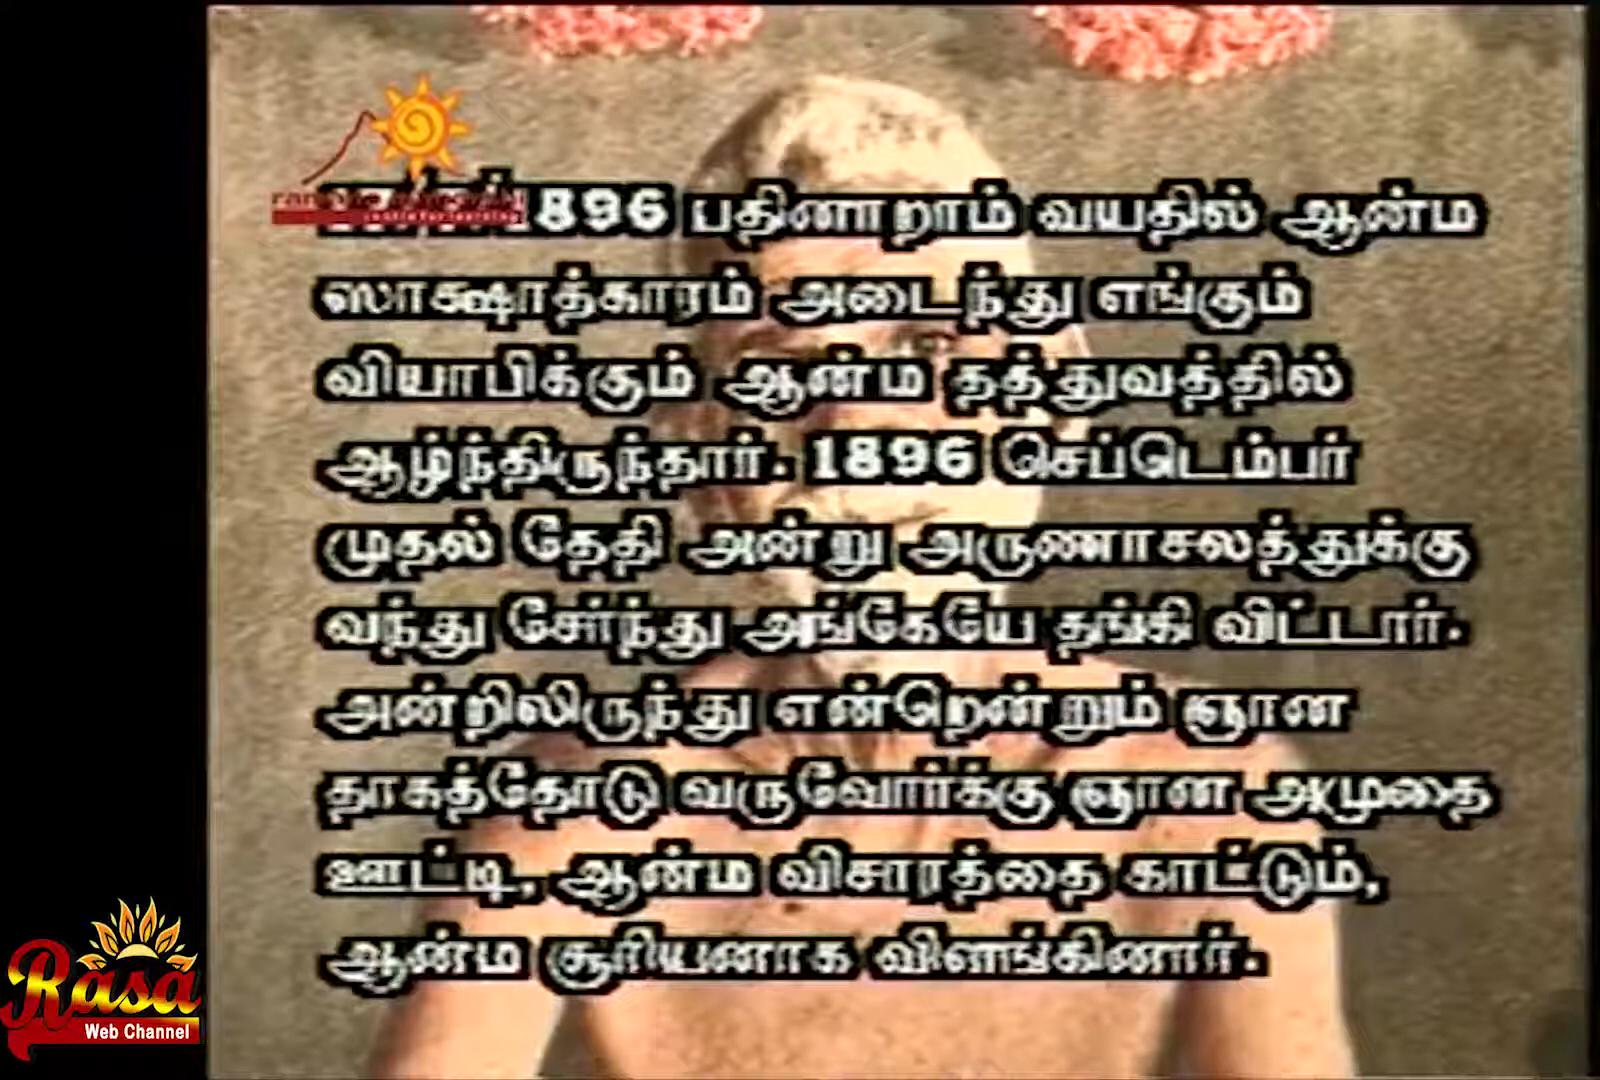 1896 பதினாறாம் வயதில் ஆன்ம
ஸாக்ஷாத்காரம் அடைந்து எங்கும்
வியாபிக்கும் ஆன்ம தத்துவத்தில்
ஆழ்ந்திருந்தார். 1896 செப்டெம்பர்
முதல் தேதி அன்று அருணாசலத்துக்கு
வந்து சேர்ந்து அங்கேயே தங்கி விட்டார்.
அன்றிலிருந்து என்றென்றும் ஞான
தாகத்தோடு வருவோர்க்கு ஞான அமுதை
ஊட்டி, ஆன்ம விசாரத்தை காட்டும்,
ஆன்ம சூரியனாக விளங்கினார்.
Rasa
Web Channel